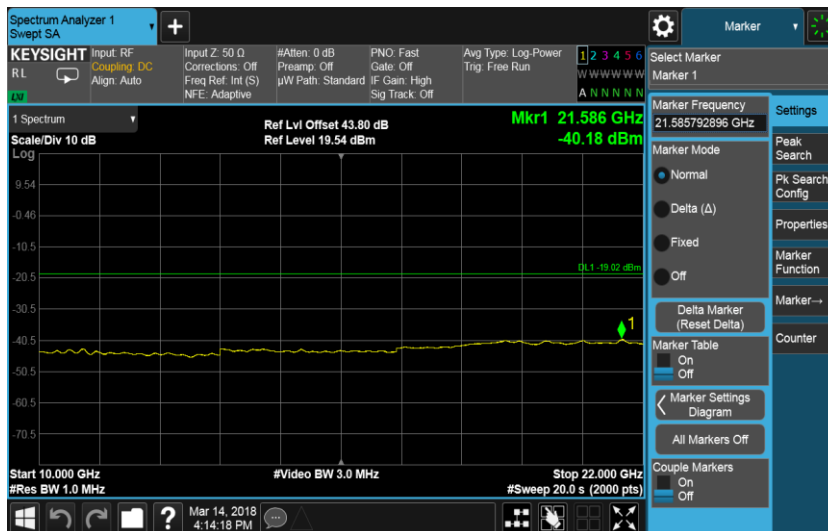 Spectrum Analyzer 1
Swept SA
+
Marker
KEYSIGHT
RL
LXI
Input: RF
Coupling: DC
Align: Auto
Input Z: 50 Ω
Corrections: Off
Freq Ref: Int (S)
NFE: Adaptive
#Atten: 0 dB
Preamp: Off
µW Path: Standard
PNO: Fast
Gate: Off
IF Gain: High
Sig Track: Off
Avg Type: Log-Power
Trig: Free Run
1 2 3 4 5 6
W W W W W W
A N N N N N
Select Marker
Marker 1
1 Spectrum
Scale/Div 10 dB
Log
Ref Lvl Offset 43.80 dB
Ref Level 19.54 dBm
Mkr1 21.586 GHz
-40.18 dBm
9.54
-0.46
-10.5
-20.5
-30.5
-40.5
-50.5
-60.5
-70.5
DL1 -19.02 dBm
1
Start 10.000 GHz
#Res BW 1.0 MHz
#Video BW 3.0 MHz
Stop 22.000 GHz
#Sweep 20.0 s (2000 pts)
Marker Frequency
21.585792896 GHz
Marker Mode
Normal
Delta (Δ)
Fixed
Off
Delta Marker
(Reset Delta)
Marker Table
On
Off
Marker Settings
Diagram
All Markers Off
Couple Markers
On
Off
Settings
Peak
Search
Pk Search
Config
Properties
Marker
Function
Marker→
Counter
?
Mar 14, 2018
4:14:18 PM